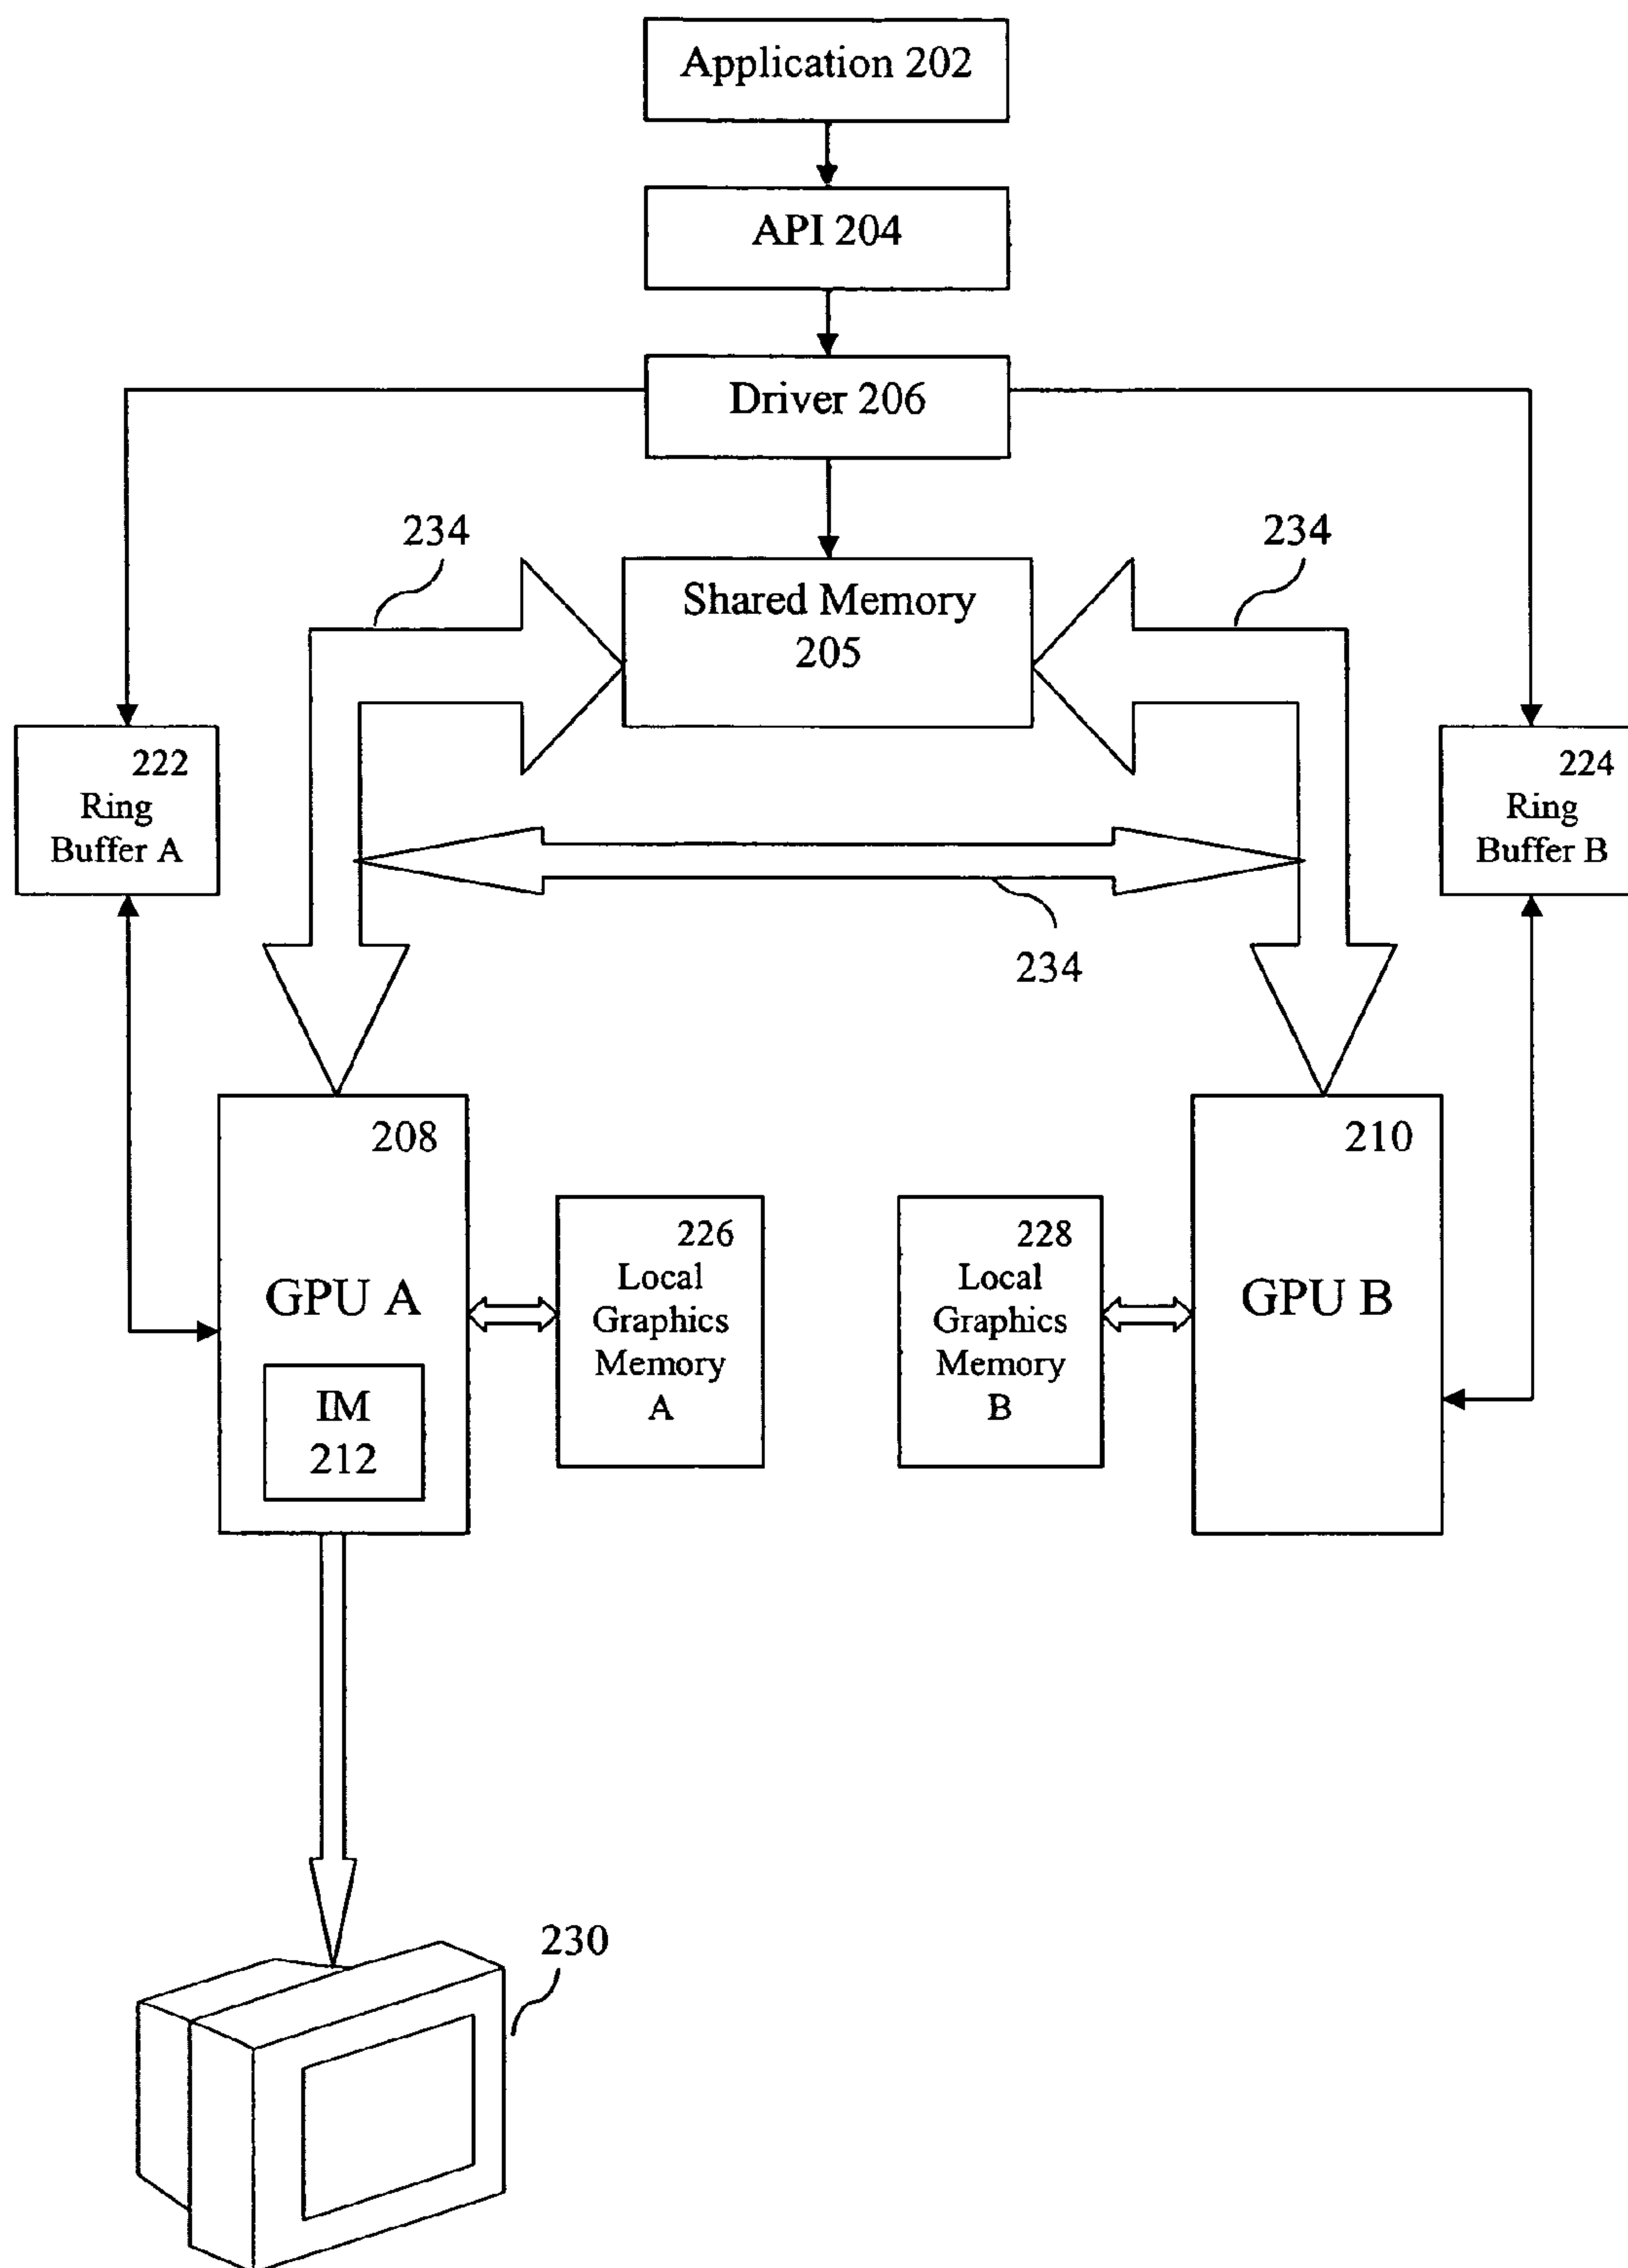 Application 202
API 204
Driver 206
234
234
Shared Memory
205
222
Ring
Buffer A
224
Ring
Buffer B
234
208
GPU A
IM
212
226
Local
Graphics
Memory
A
228
Local
Graphics
Memory
B
210
GPU B
230